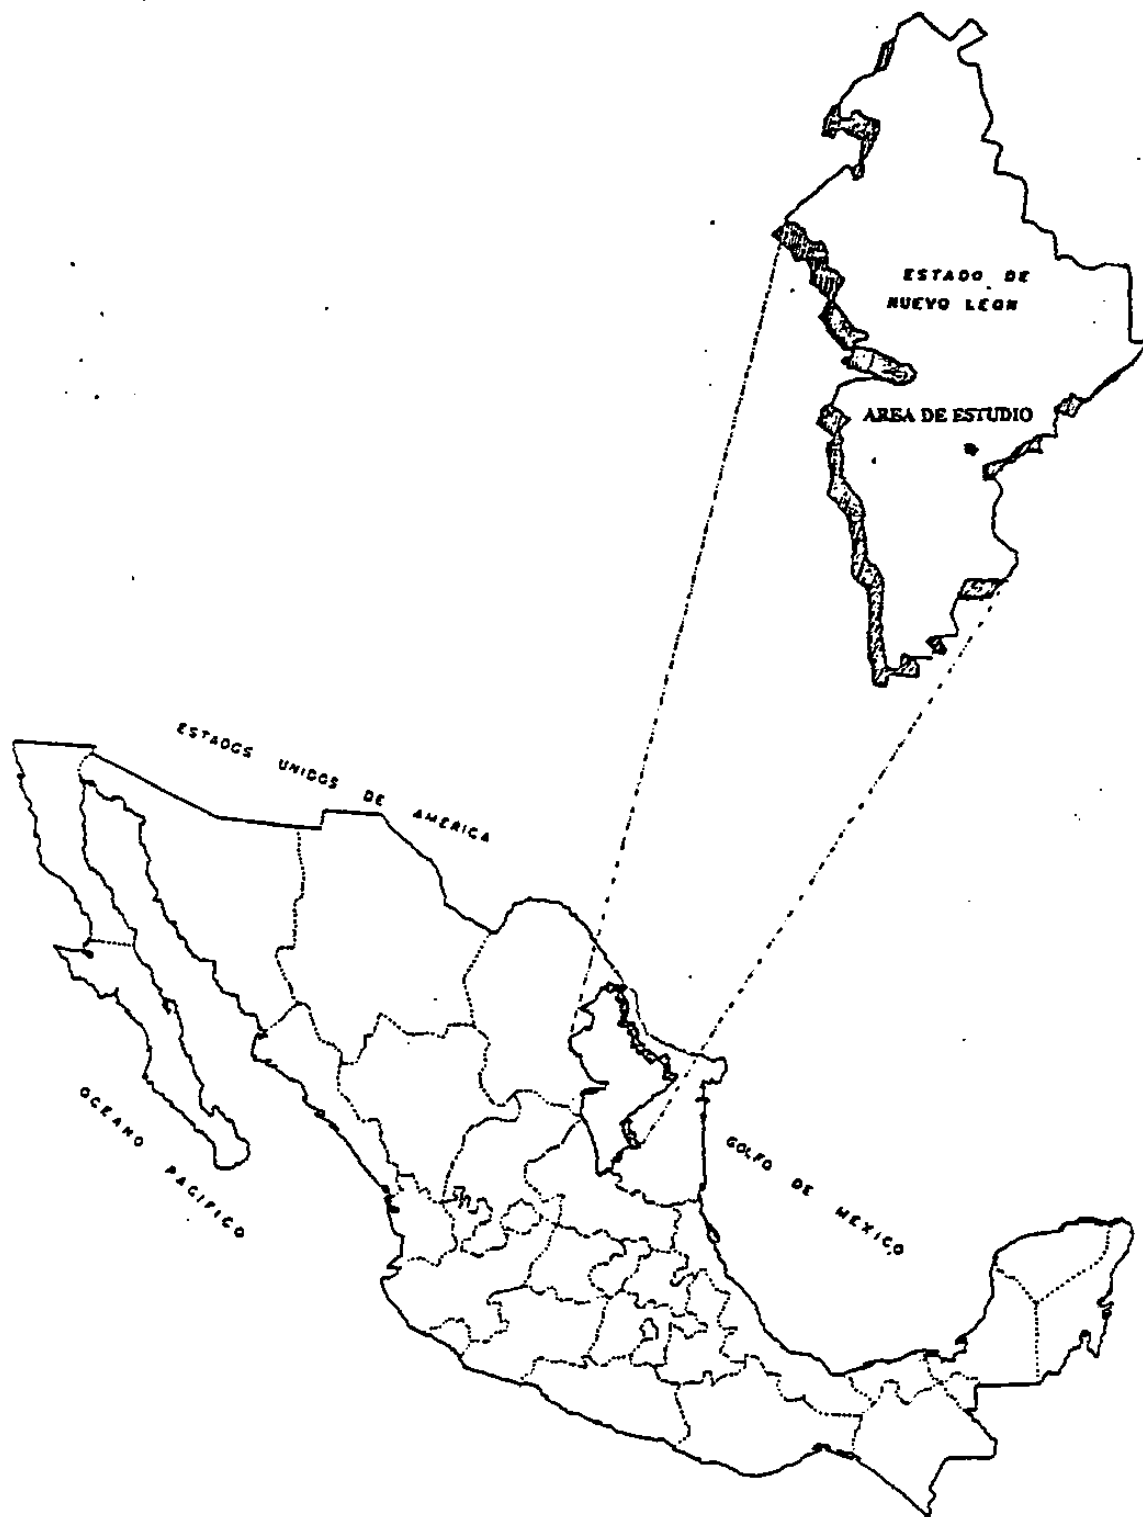 ESTADO DE
NUEVO LEON
AREA DE ESTUDIO
ESTADOS UNIDOS DE AMERICA
OCEANO PACIFICO
GOLFO DE MEXICO